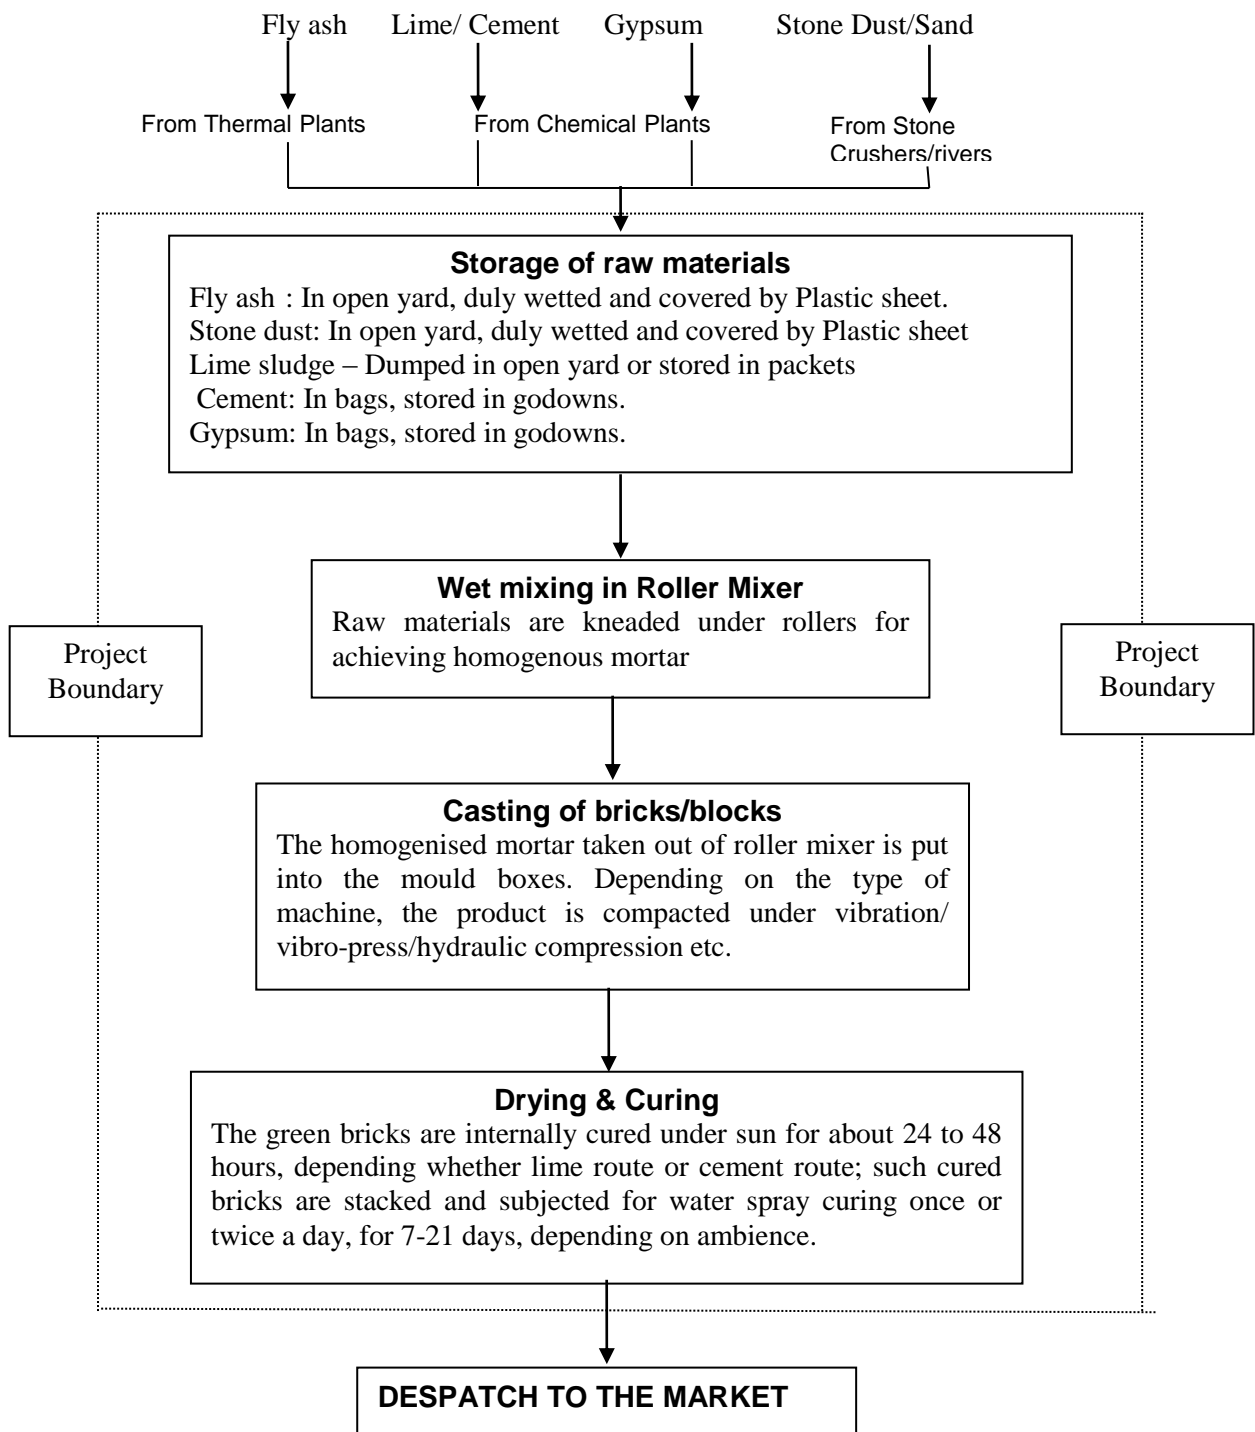 Fly ash Lime/ Cement Gypsum Stone Dust/Sand
From Thermal Plants From Chemical Plants From Stone
Crushers/rivers
Storage of raw materials
Fly ash : In open yard, duly wetted and covered by Plastic sheet.
Stone dust: In open yard, duly wetted and covered by Plastic sheet
Lime sludge – Dumped in open yard or stored in packets
Cement: In bags, stored in godowns.
Gypsum: In bags, stored in godowns.
Wet mixing in Roller Mixer
Raw materials are kneaded under rollers for
achieving homogenous mortar
Project
Boundary
Project
Boundary
Casting of bricks/blocks
The homogenised mortar taken out of roller mixer is put
into the mould boxes. Depending on the type of
machine, the product is compacted under vibration/
vibro-press/hydraulic compression etc.
Drying & Curing
The green bricks are internally cured under sun for about 24 to 48
hours, depending whether lime route or cement route; such cured
bricks are stacked and subjected for water spray curing once or
twice a day, for 7-21 days, depending on ambience.
DESPATCH TO THE MARKET